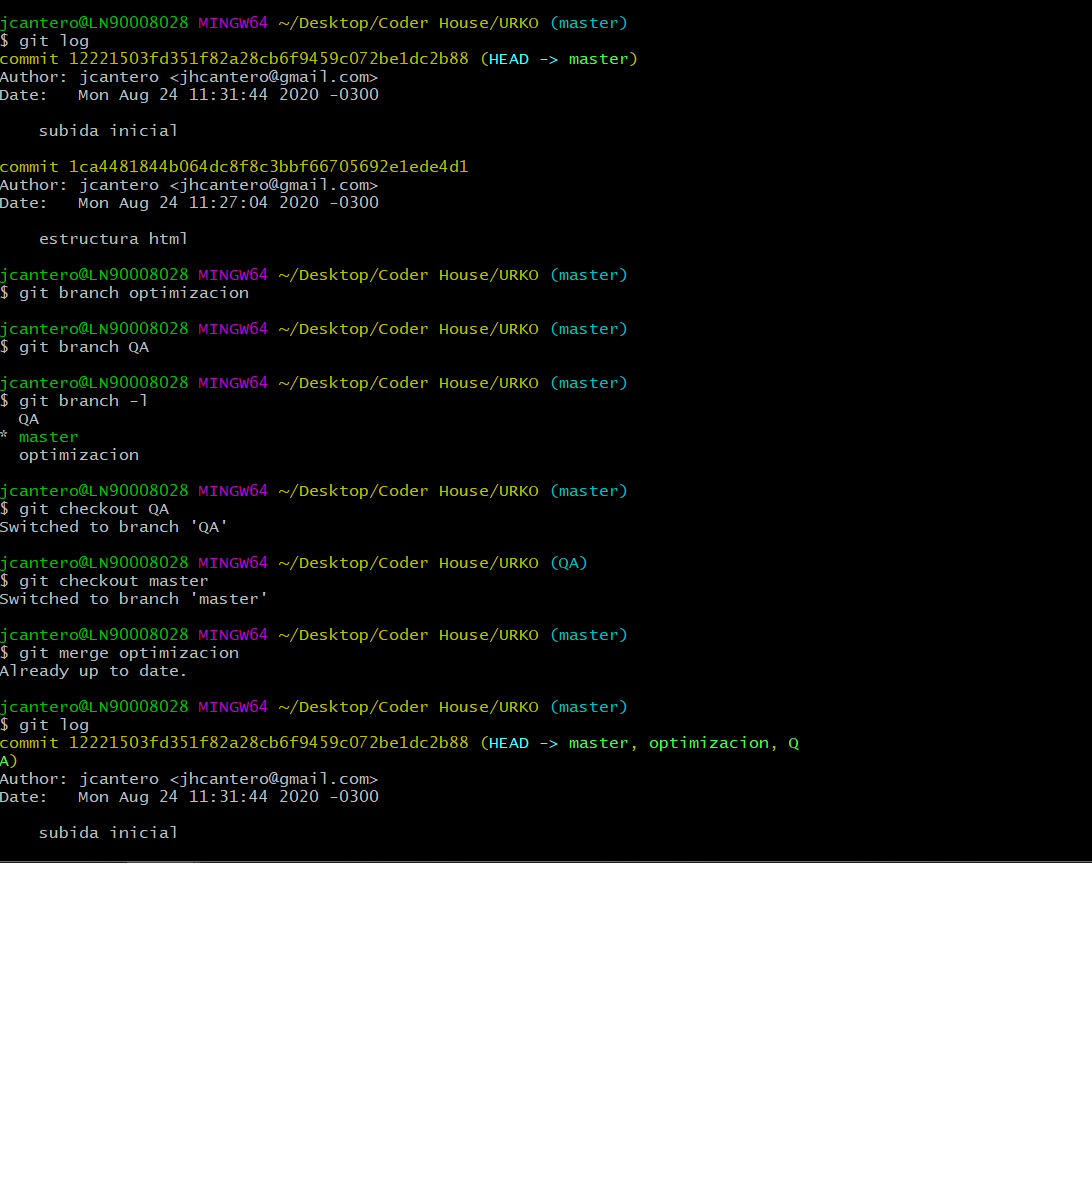 jcantero@LN90008028 MINGW64 ~/Desktop/Coder House/URKO (master)
$ git log
commit 12221503fd351f82a28cb6f9459c072be1dc2b88 (HEAD -> master)
Author: jcantero <jhcantero@gmail.com>
Date:   Mon Aug 24 11:31:44 2020 -0300

    subida inicial

commit 1ca4481844b064dc8f8c3bbf66705692e1ede4d1
Author: jcantero <jhcantero@gmail.com>
Date:   Mon Aug 24 11:27:04 2020 -0300

    estructura html

jcantero@LN90008028 MINGW64 ~/Desktop/Coder House/URKO (master)
$ git branch optimizacion

jcantero@LN90008028 MINGW64 ~/Desktop/Coder House/URKO (master)
$ git branch QA

jcantero@LN90008028 MINGW64 ~/Desktop/Coder House/URKO (master)
$ git branch -l
  QA
* master
  optimizacion

jcantero@LN90008028 MINGW64 ~/Desktop/Coder House/URKO (master)
$ git checkout QA
Switched to branch 'QA'

jcantero@LN90008028 MINGW64 ~/Desktop/Coder House/URKO (QA)
$ git checkout master
Switched to branch 'master'

jcantero@LN90008028 MINGW64 ~/Desktop/Coder House/URKO (master)
$ git merge optimizacion
Already up to date.

jcantero@LN90008028 MINGW64 ~/Desktop/Coder House/URKO (master)
$ git log
commit 12221503fd351f82a28cb6f9459c072be1dc2b88 (HEAD -> master, optimizacion, Q
A)
Author: jcantero <jhcantero@gmail.com>
Date:   Mon Aug 24 11:31:44 2020 -0300

    subida inicial